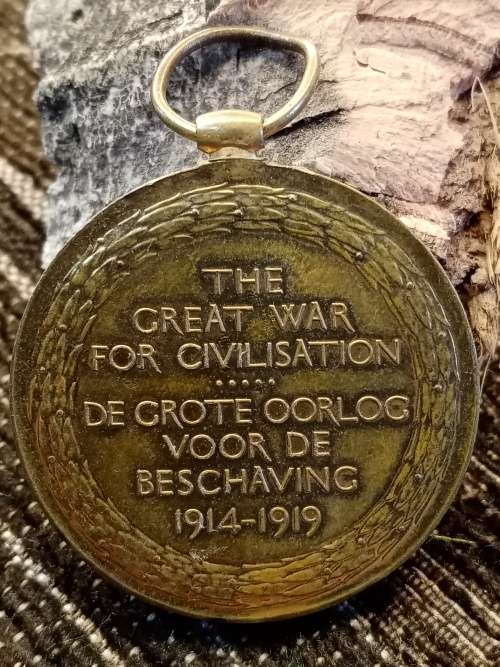 THE
GREAT WAR
FOR CIVILISATION
•••••
DE GROTE OORLOG
VOOR DE
BESCHAVING
1914-1919